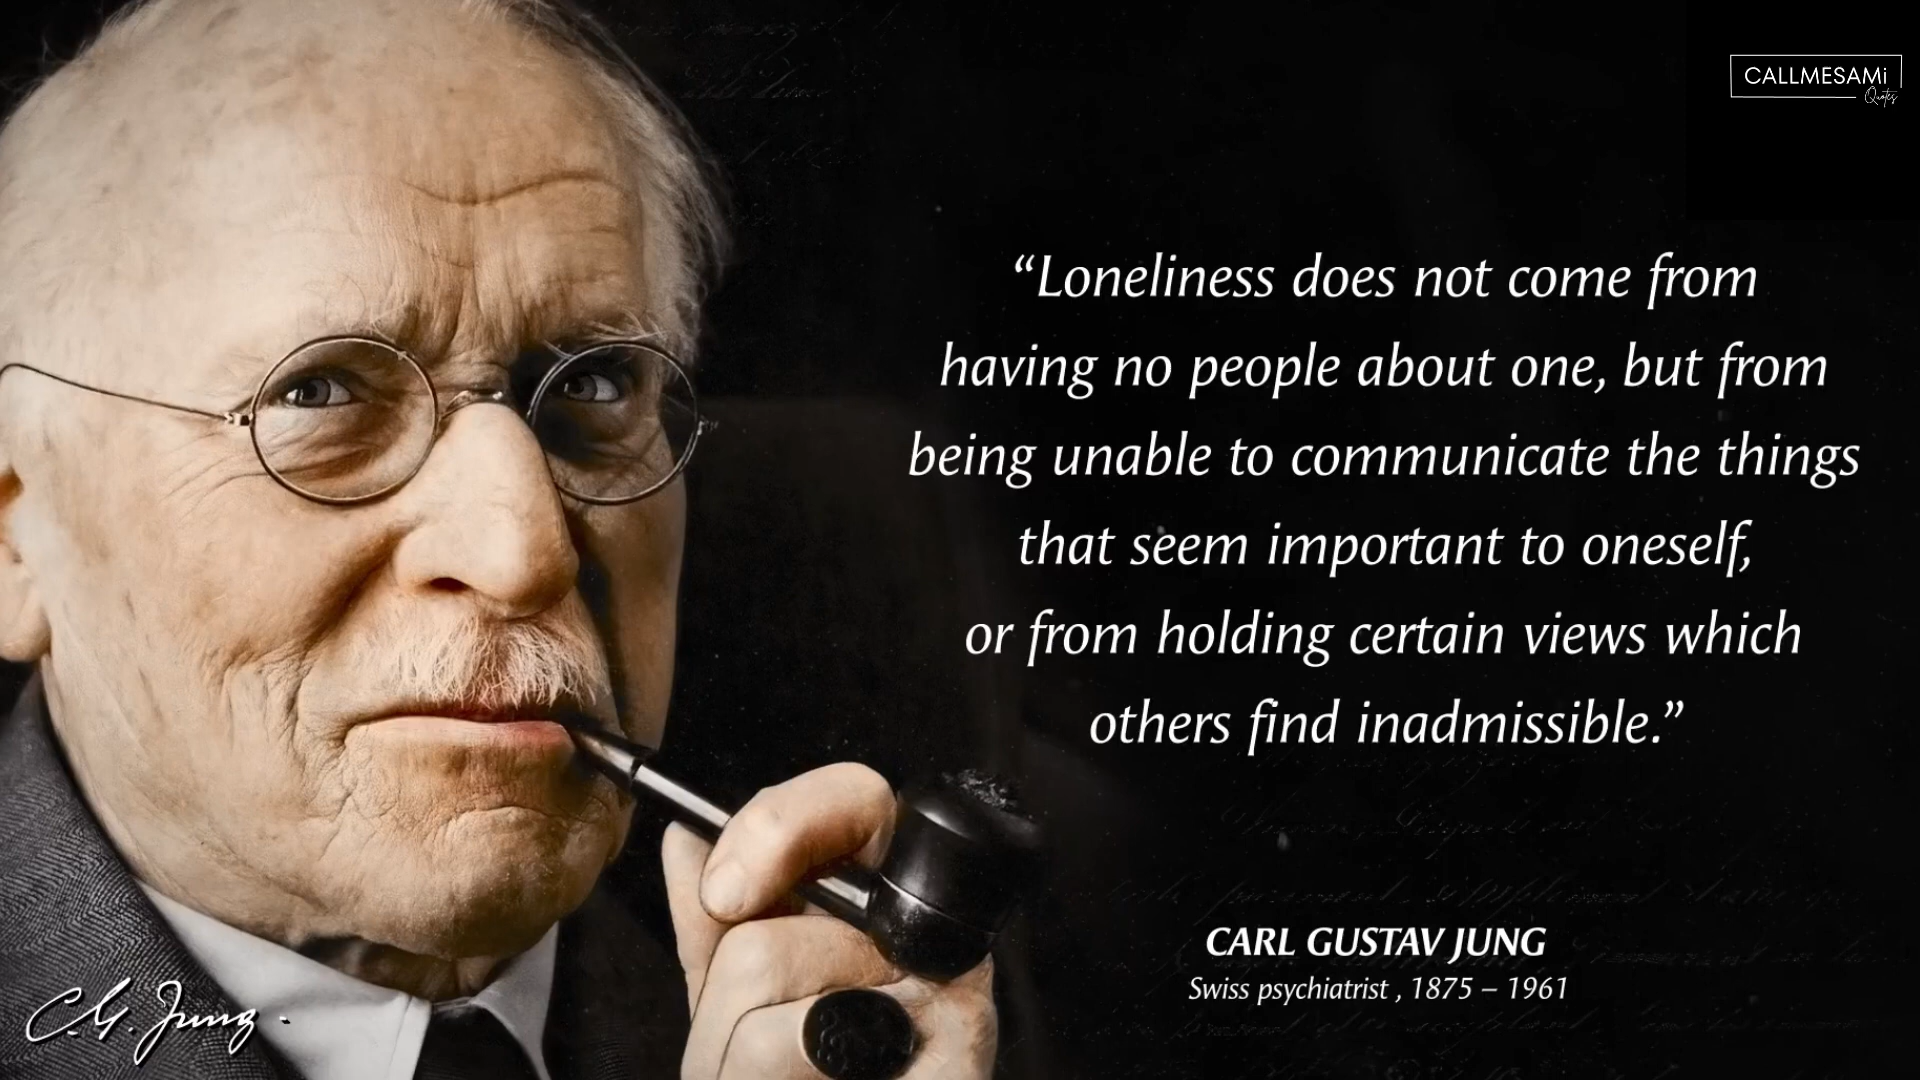 CALLMESAMi
Quotes
“Loneliness does not come from
having no people about one, but from
being unable to communicate the things
that seem important to oneself,
or from holding certain views which
others find inadmissible.”
CARL GUSTAV JUNG
Swiss psychiatrist , 1875 – 1961
C. G. Jung.